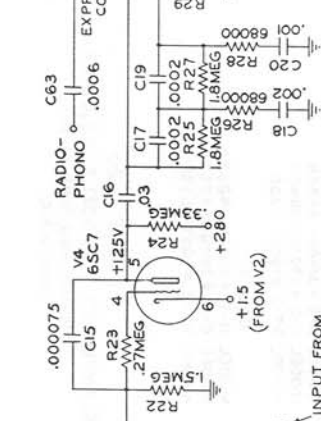 R29
EXPR
CO
C63
.0006
RADIO-
PHONO
C19
.0002
R27
1.8MEG
R28
68000
C20
.001
C17
.0002
R25
1.8MEG
R26
68000
C18
.002
C16
.03
.33MEG
R24
+280
V4
6SC7
+125V
5
4
6
+1.5
(FROM V2)
.000075
C15
R23
.27MEG
1.5MEG
R22
INPUT FROM